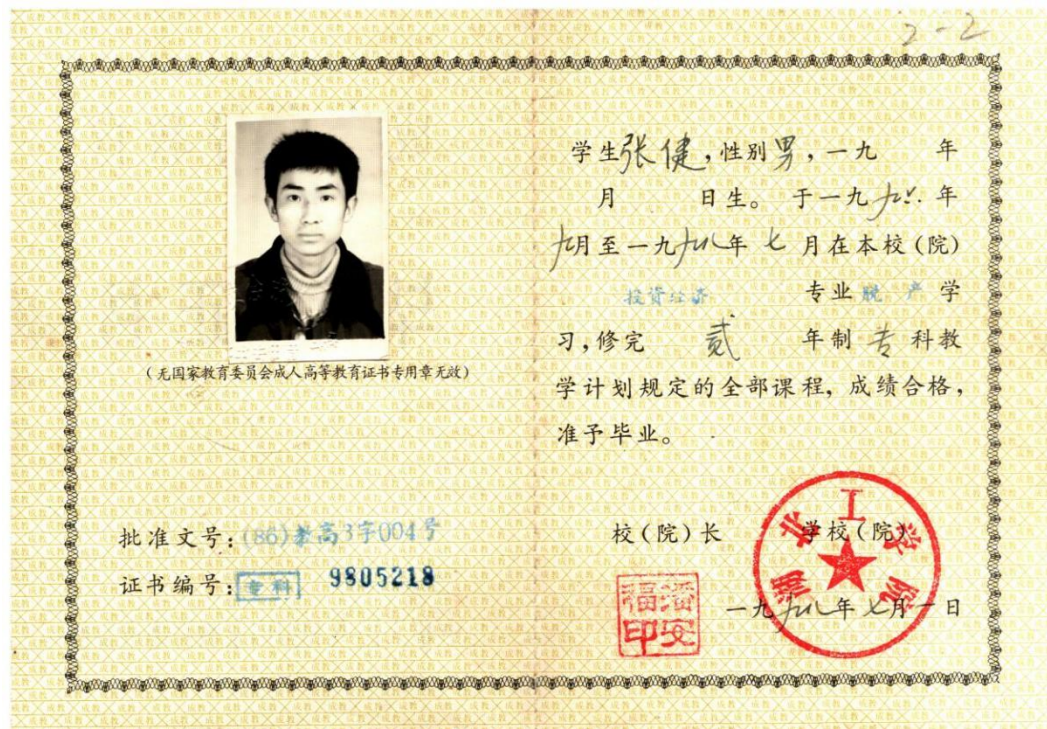 2-2
学生张健，性别男，一九　年
月　日生。于一九九六年
九月至一九九八年七月在本校（院）
投资经济 专业脱产学
习，修完 贰 年制专科教
学计划规定的全部课程，成绩合格，
准予毕业。
（无国家教育委员会成人高等教育证书专用章无效）
批准文号：(86)教高3字004号
证书编号：专科 9805218
校（院）长 学校（院）
湖北工学院
潘安福印
一九九八年七月一日